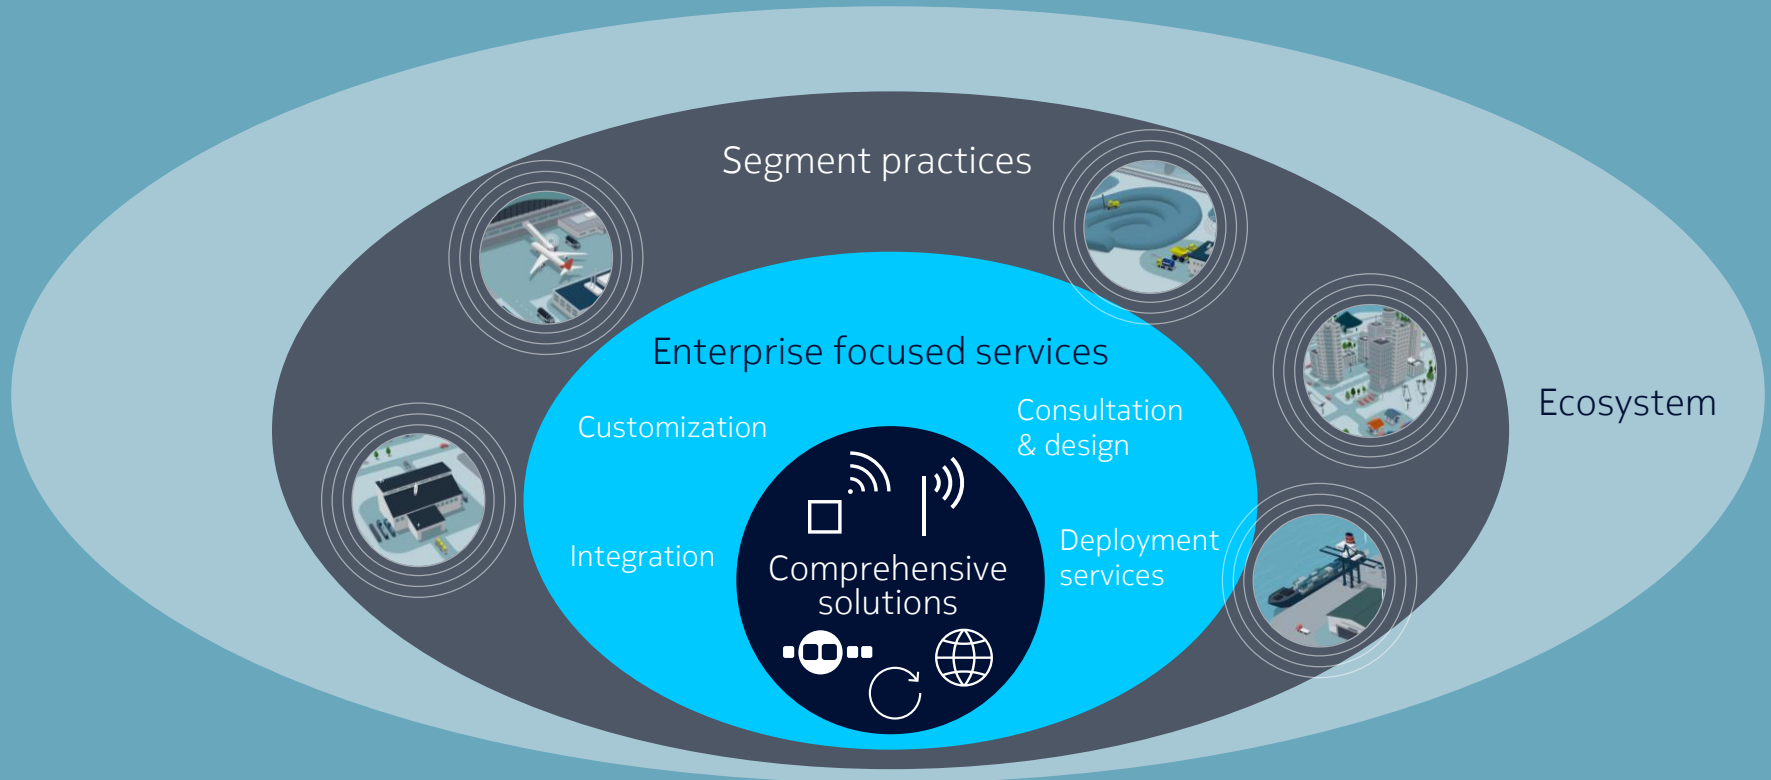 Segment practices
Enterprise focused services
Ecosystem
Customization
Consultation
& design
Integration
Deployment
services
Comprehensive
solutions